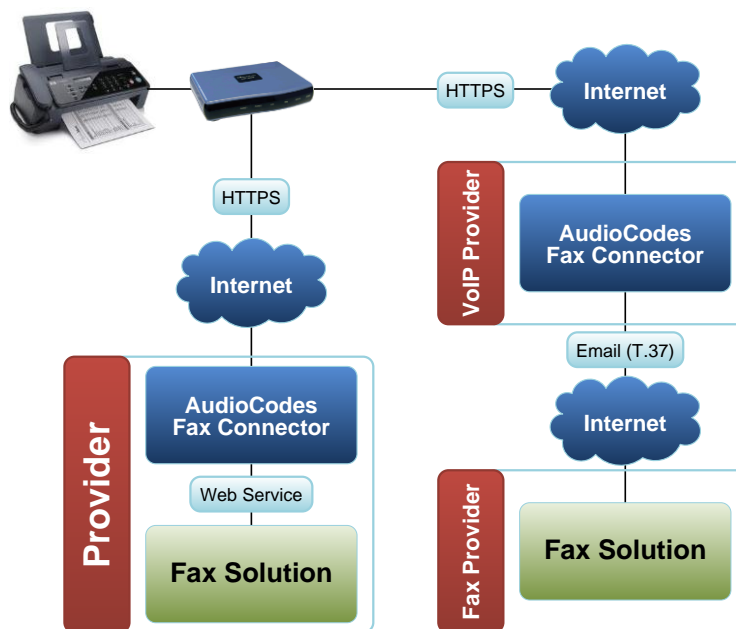 HTTPS
Internet
HTTPS
VoIP Provider
AudioCodes
Fax Connector
Internet
Email (T.37)
Provider
AudioCodes
Fax Connector
Internet
Web Service
Fax Provider
Fax Solution
Fax Solution